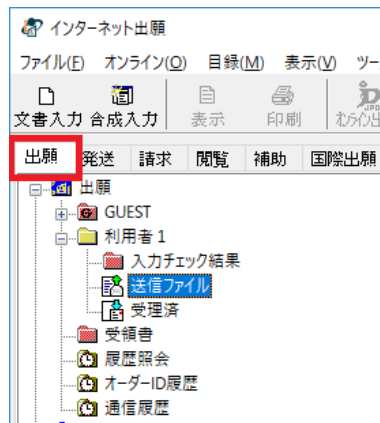 インターネット出願
ファイル(F) オンライン(O) 目録(M) 表示(V) ツー
文書入力 合成入力 表示 印刷
出願 発送 請求 閲覧 補助 国際出願
出願
GUEST
利用者1
入力チェック結果
送信ファイル
受理済
受領書
履歴照会
オーダーID履歴
通信履歴